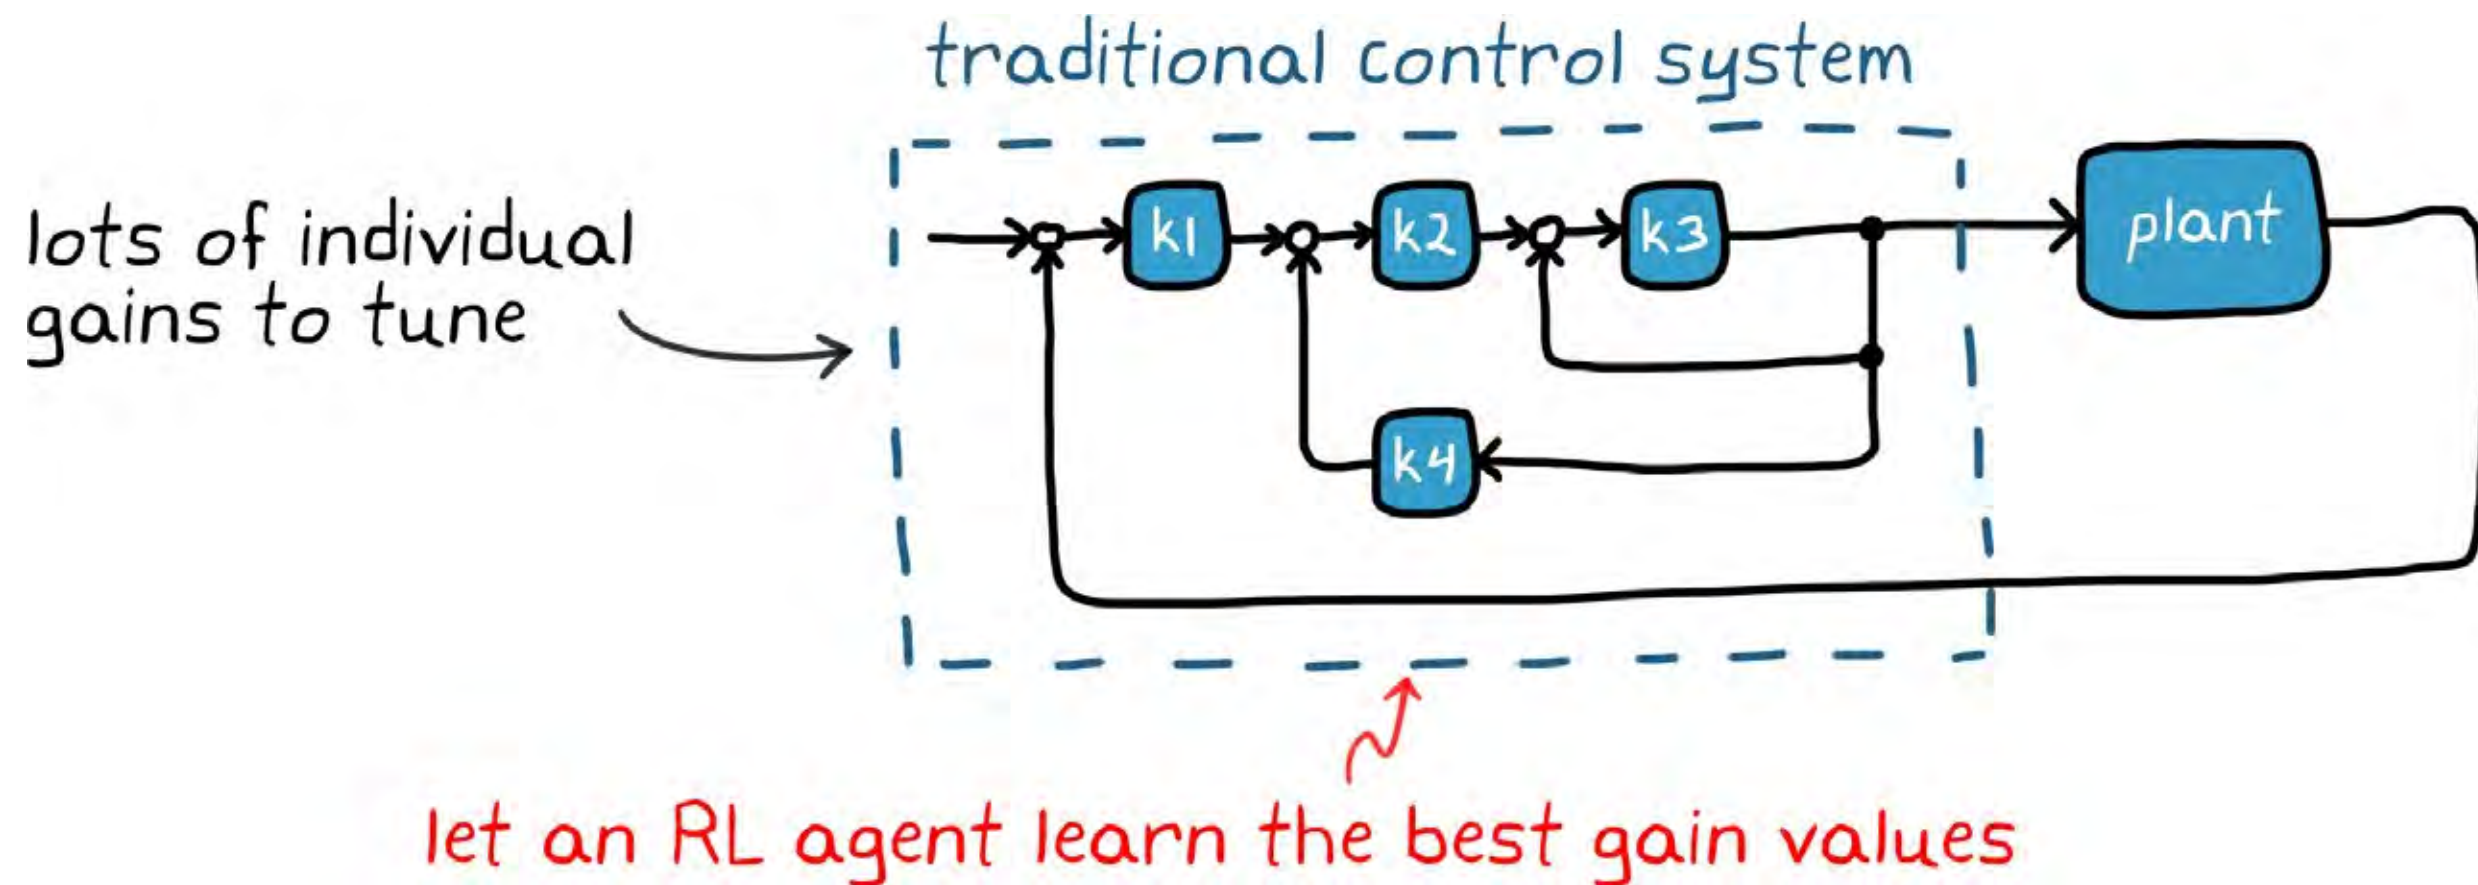 traditional control system
lots of individual
gains to tune
k1
k2
k3
plant
k4
let an RL agent learn the best gain values